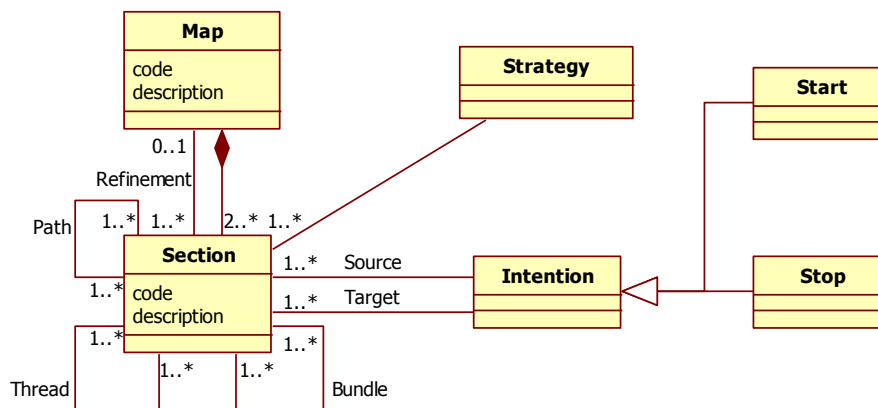 Map
code
description
Strategy
Start
0..1
Refinement
Path
1..*
1..*
2..*
1..*
Section
1..*
Source
Intention
Stop
1..*
code
description
1..*
Target
1..*
1..*
Thread
1..*
1..*
Bundle